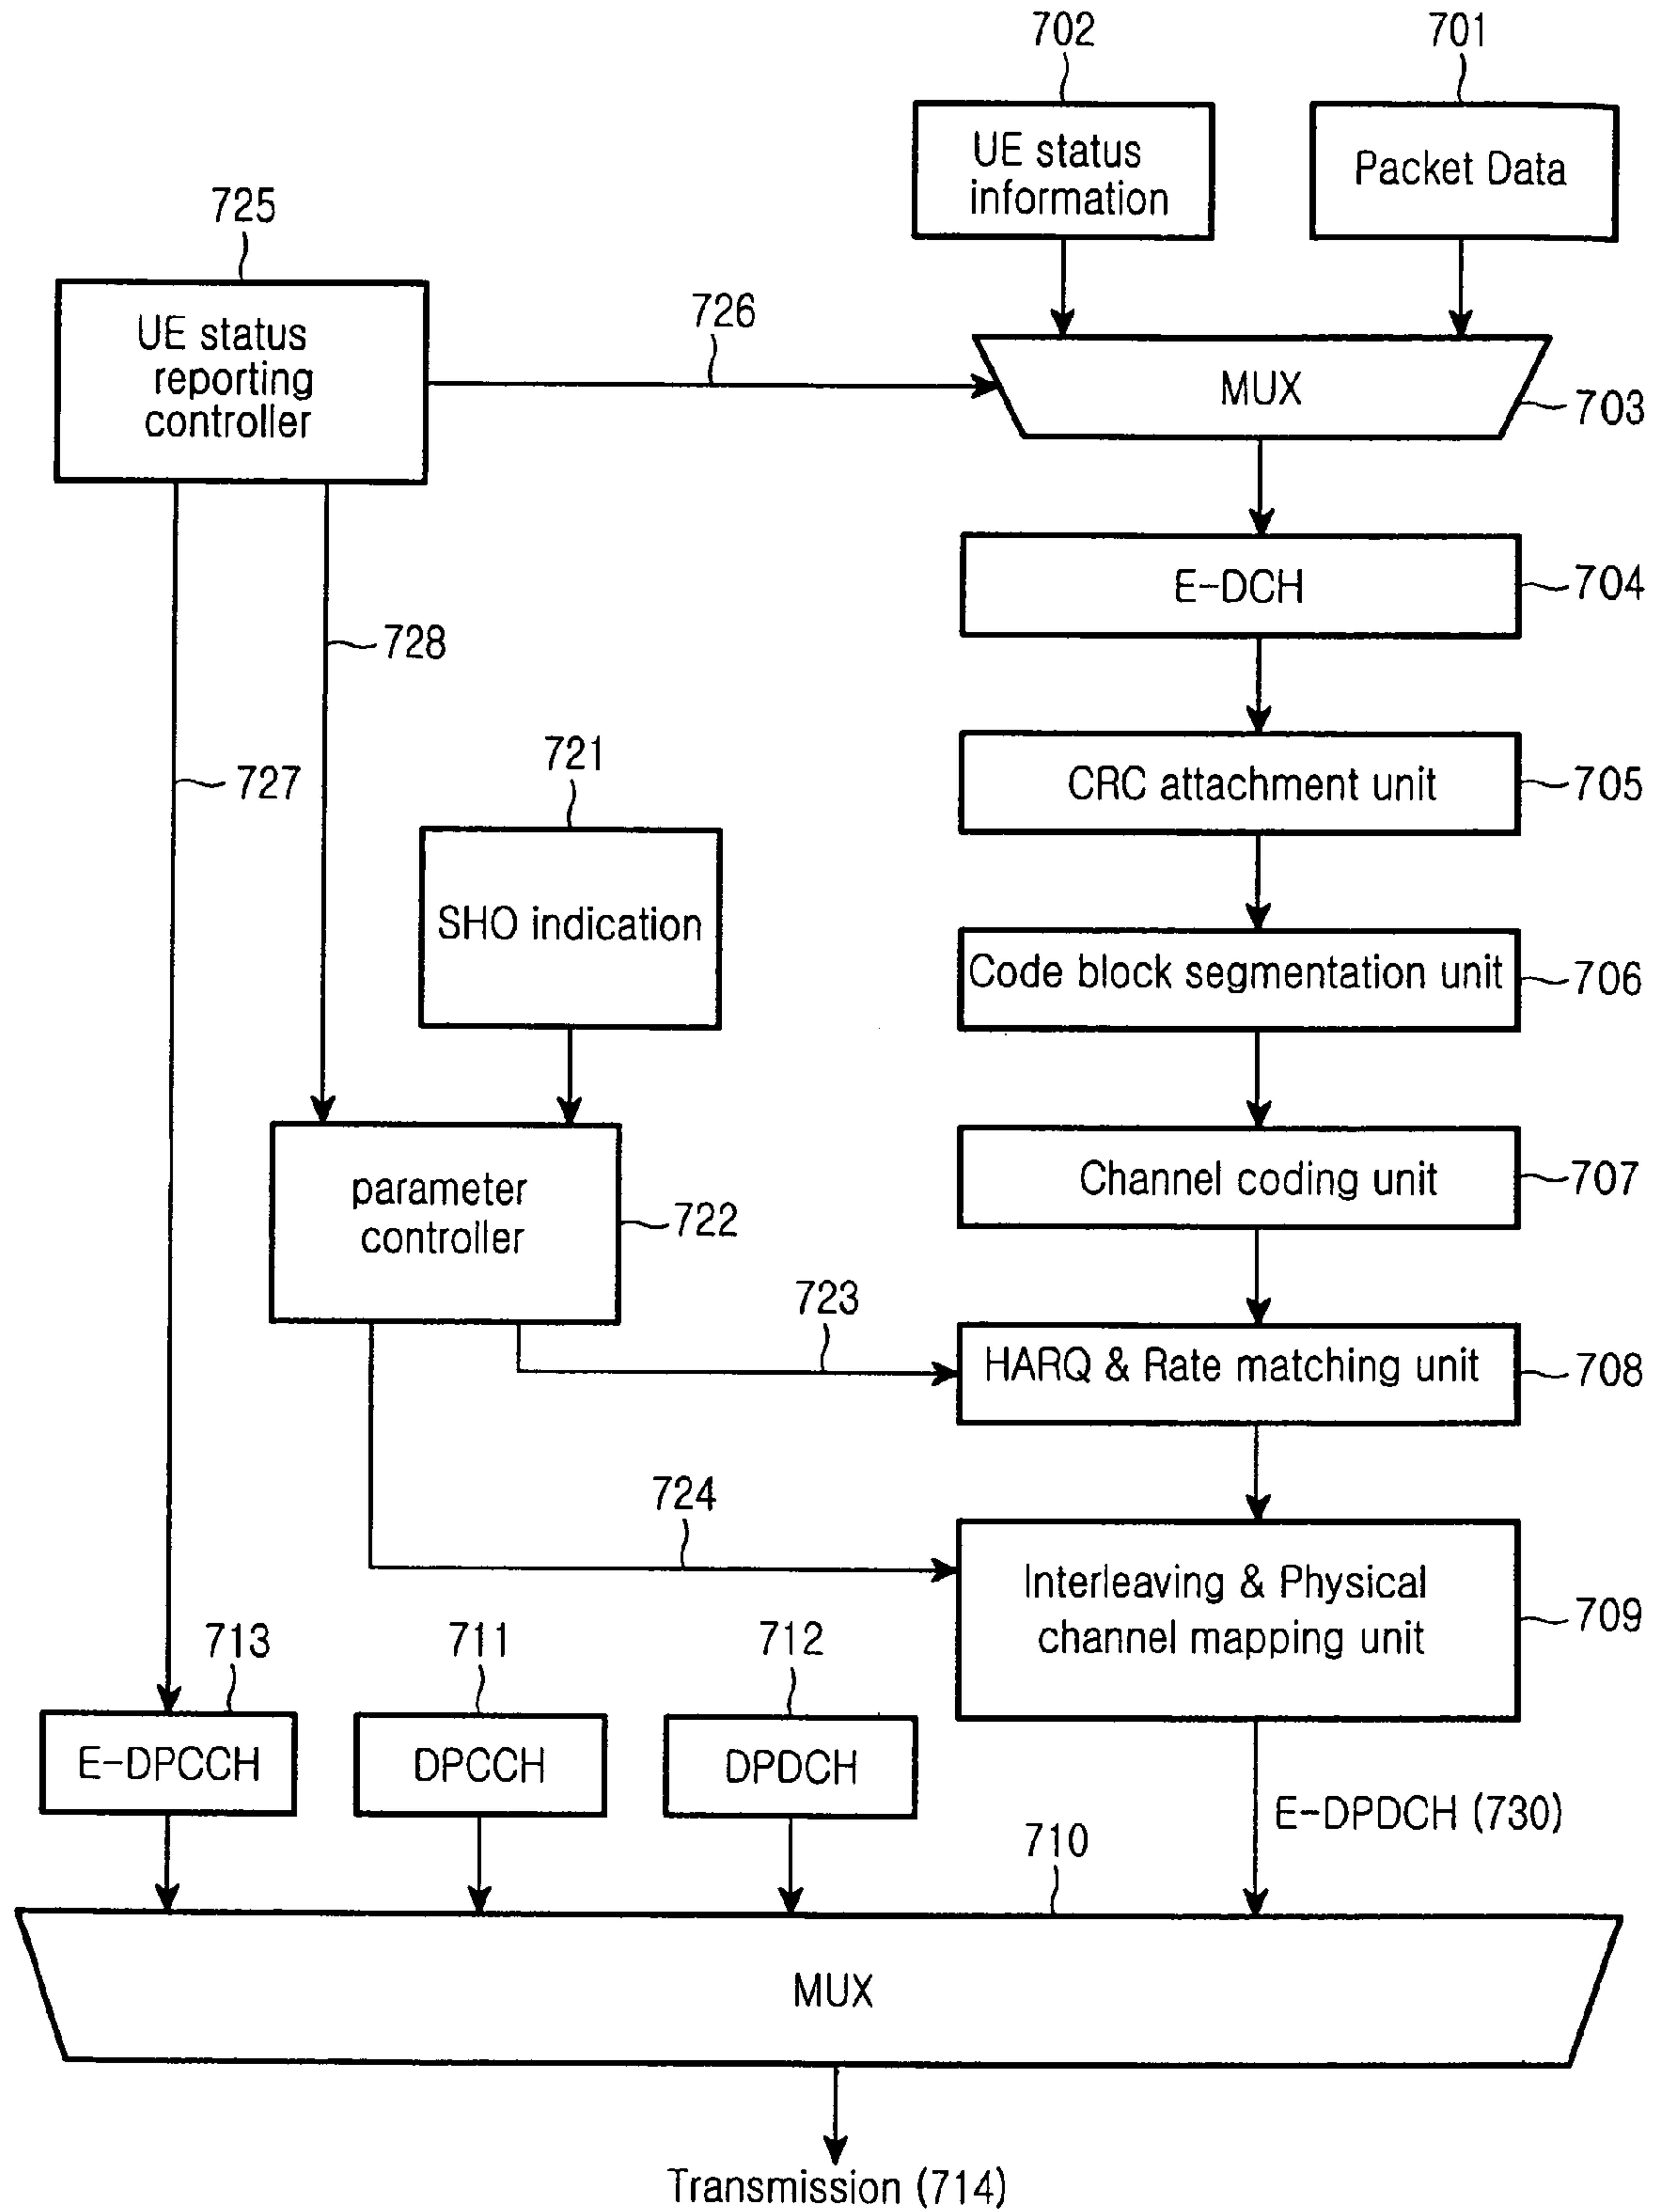 702
701
UE status
information
Packet Data
725
UE status
reporting
controller
726
MUX
703
E-DCH
704
728
CRC attachment unit
705
727
721
SHO indication
Code block segmentation unit
706
Channel coding unit
707
parameter
controller
722
723
HARQ & Rate matching unit
708
724
Interleaving & Physical
channel mapping unit
709
713
711
712
E-DPCCH
DPCCH
DPDCH
E-DPDCH (730)
710
MUX
Transmission (714)